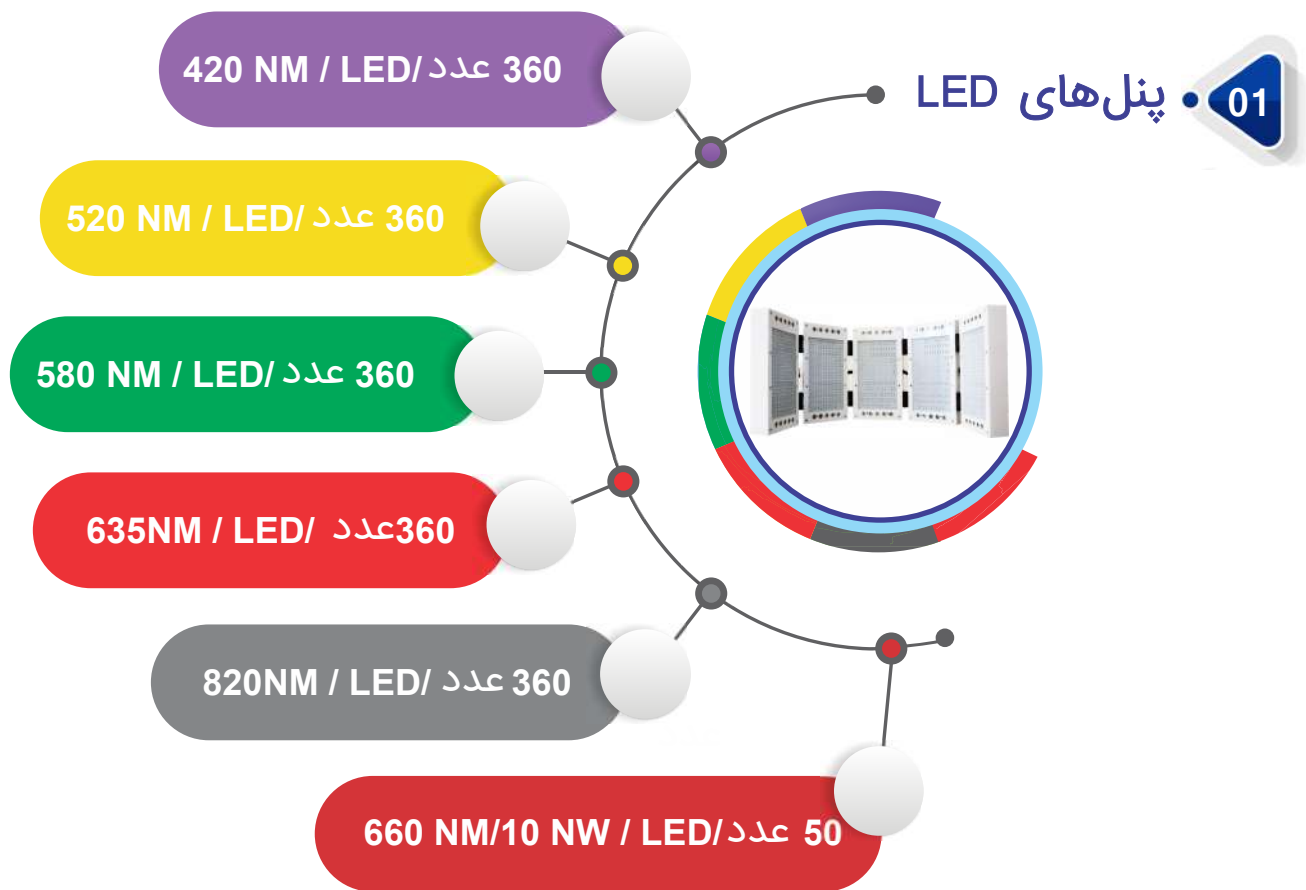 01
پنل‌های LED
420 NM / LED/ عدد 360
520 NM / LED/ عدد 360
580 NM / LED/ عدد 360
635NM / LED/ عدد360
820NM / LED/ عدد 360
660 NM/10 NW / LED/ عدد 50